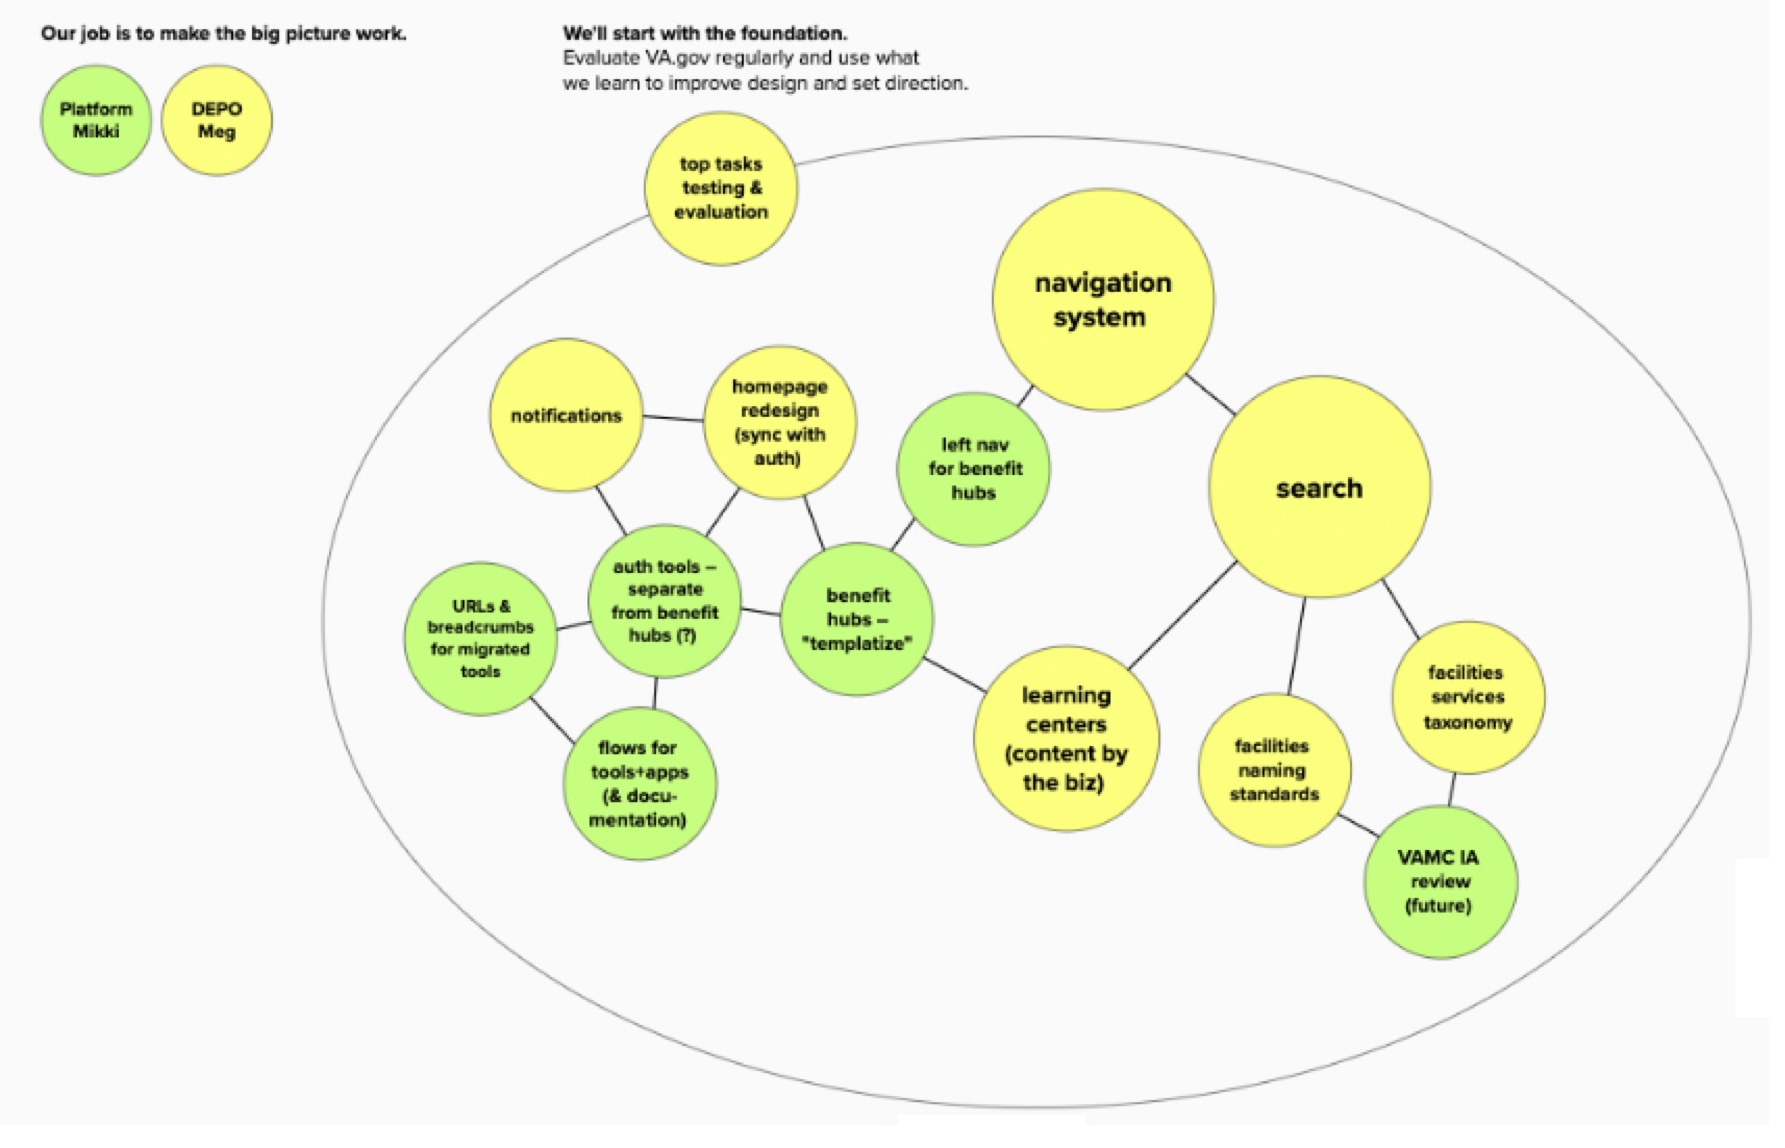 Our job is to make the big picture work.
Platform
Mikki
DEPO
Meg
We'll start with the foundation.
Evaluate VA.gov regularly and use what
we learn to improve design and set direction.
top tasks
testing &
evaluation
navigation
system
notifications
homepage
redesign
(sync with
auth)
left nav
for benefit
hubs
search
auth tools –
separate
from benefit
hubs (?)
URLs &
breadcrumbs
for migrated
tools
benefit
hubs –
"templatize"
flows for
tools+apps
(& docu-
mentation)
learning
centers
(content by
the biz)
facilities
naming
standards
facilities
services
taxonomy
VAMC IA
review
(future)